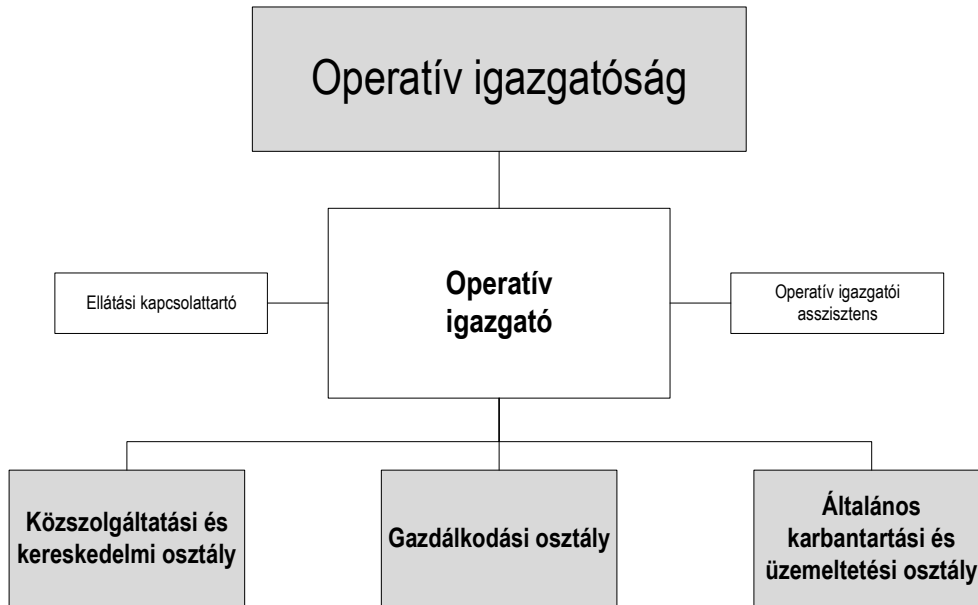 Operatív igazgatóság
Operatív
igazgató
Ellátási kapcsolattartó
Operatív igazgatói
asszisztens
Közszolgáltatási és
kereskedelmi osztály
Gazdálkodási osztály
Általános
karbantartási és
üzemeltetési osztály